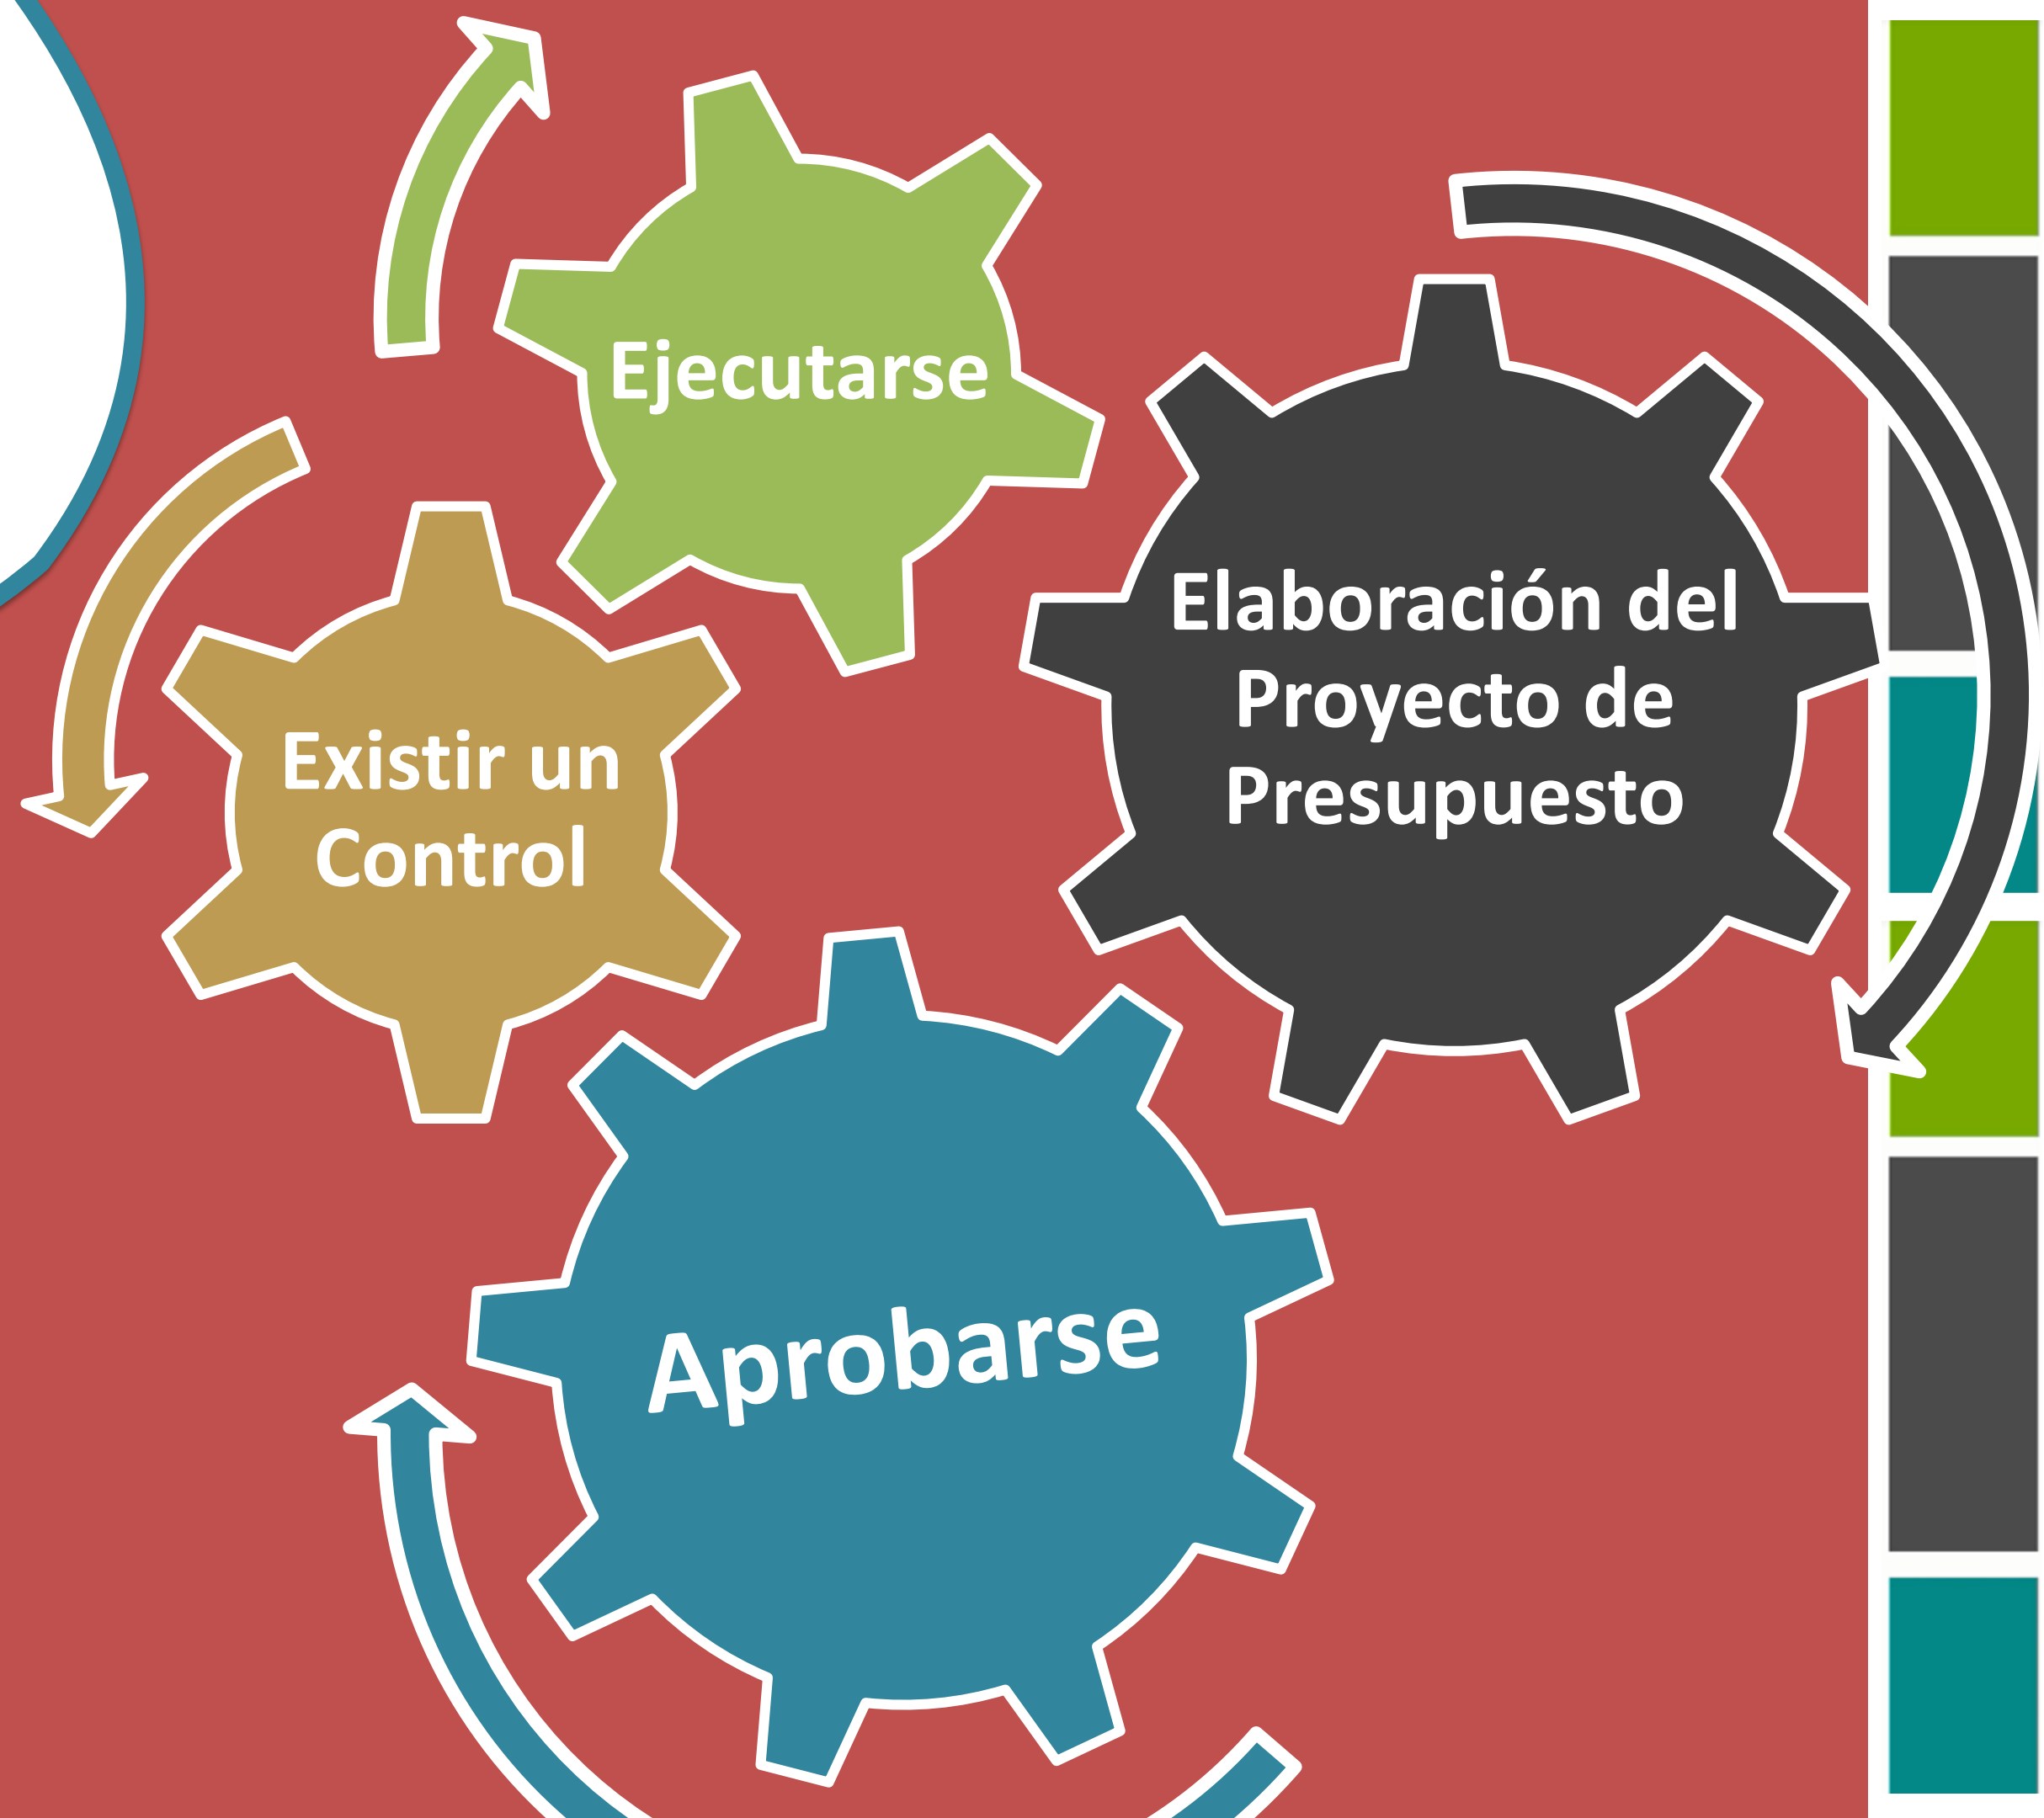 Ejecutarse
Elaboración del
Proyecto de
Presupuesto
Existir un
Control
Aprobarse